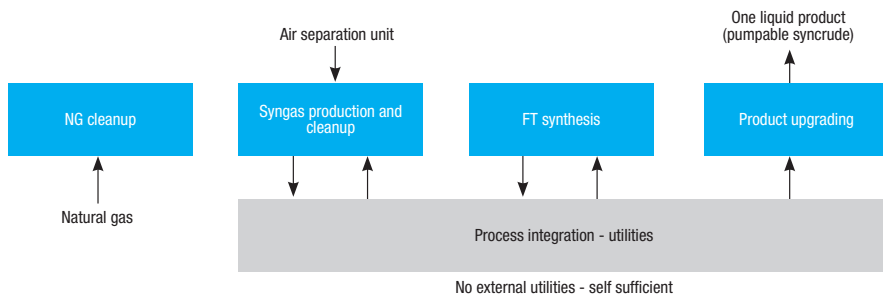 One liquid product
(pumpable syncrude)
Air separation unit
NG cleanup
Syngas production and
cleanup
FT synthesis
Product upgrading
Natural gas
Process integration - utilities
No external utilities - self sufficient